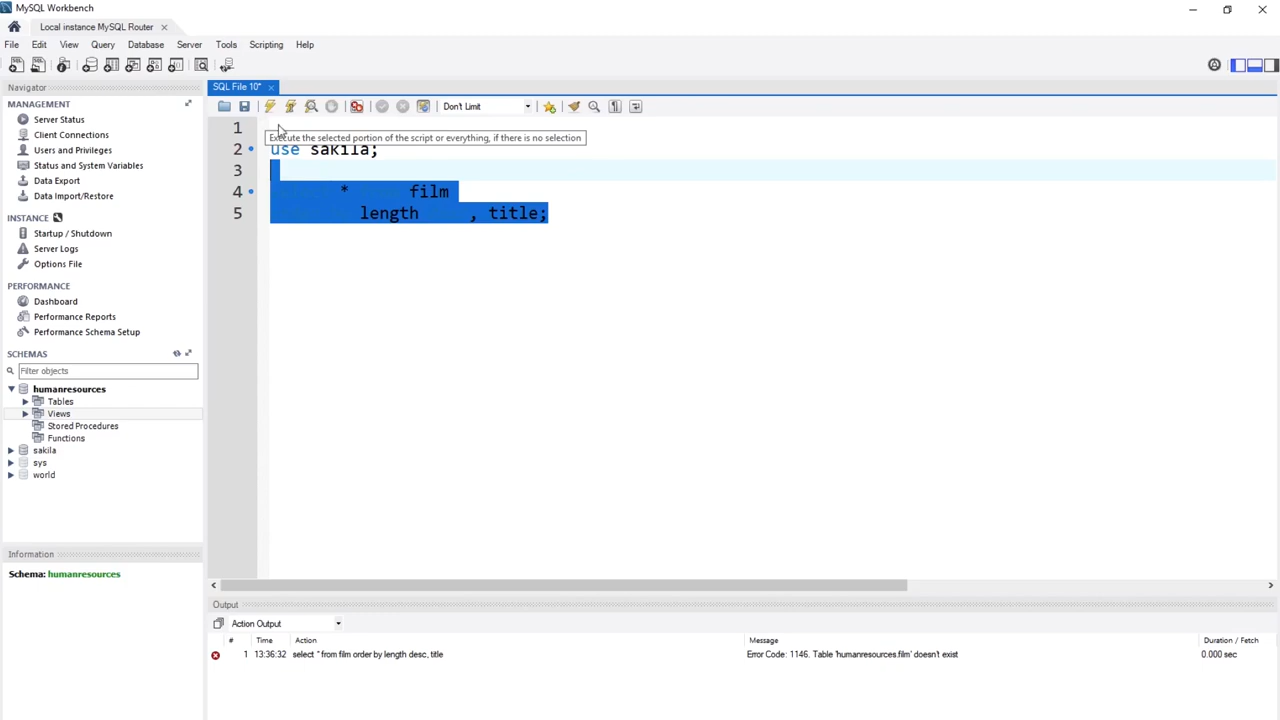 MySQL Workbench
Local instance MySQL Router
File Edit View Query Database Server Tools Scripting Help
Navigator
SQL File 10*
MANAGEMENT
Server Status
Client Connections
Users and Privileges
Status and System Variables
Data Export
Data Import/Restore
INSTANCE
Startup / Shutdown
Server Logs
Options File
PERFORMANCE
Dashboard
Performance Reports
Performance Schema Setup
SCHEMAS
Filter objects
humanresources
Tables
Views
Stored Procedures
Functions
sakila
sys
world
Information
Schema: humanresources
Don't Limit
1
Execute the selected portion of the script or everything, if there is no selection
2 use sakila;
3
4 * film
5 length , title;
Output
Action Output
# Time Action Message Duration / Fetch
1 13:36:32 select * from film order by length desc, title Error Code: 1146. Table 'humanresources.film' doesn't exist 0.000 sec